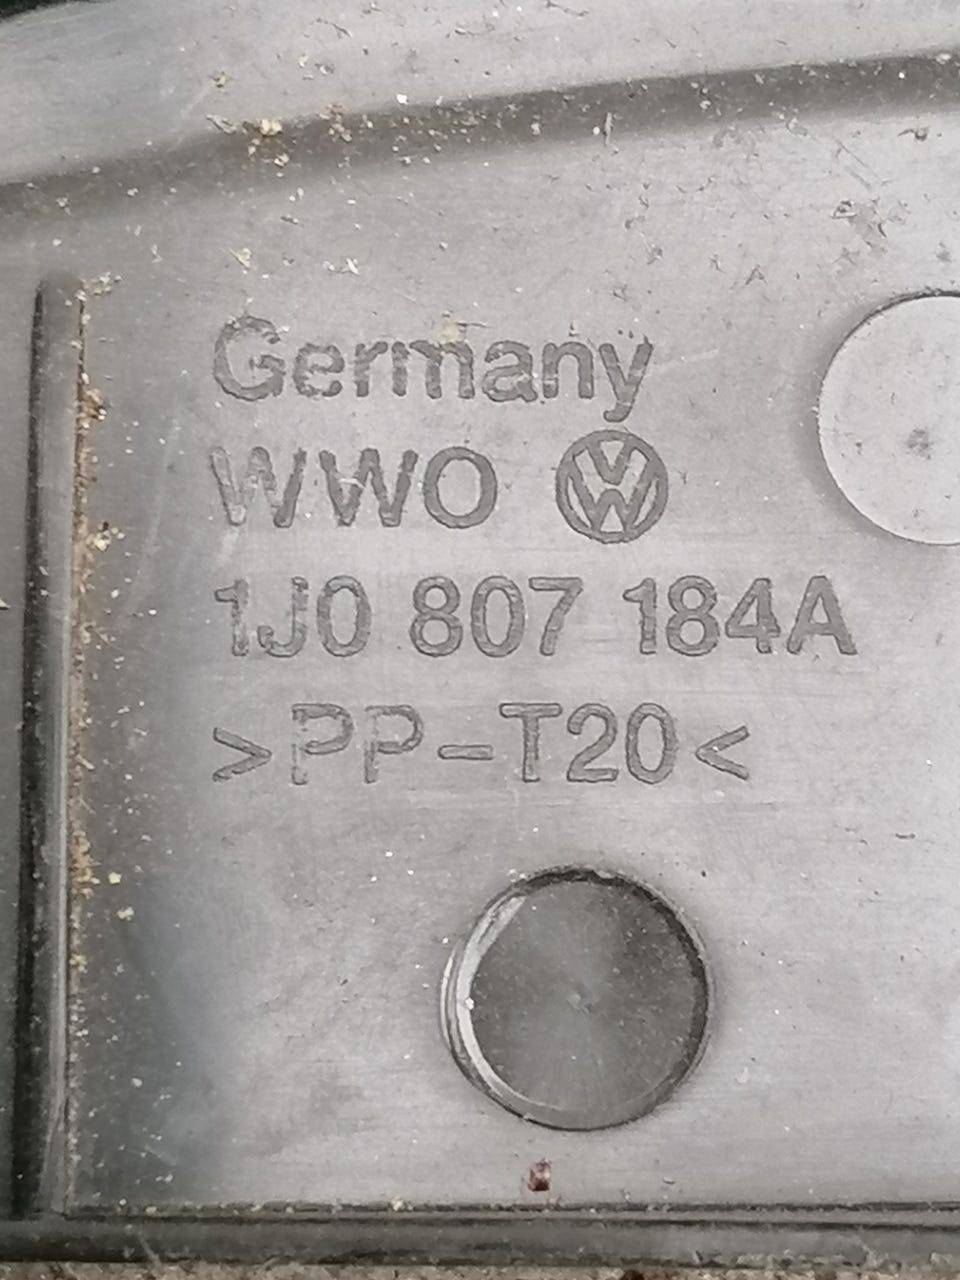 Germany
WWO
1J0 807 184A
>PP-T20<